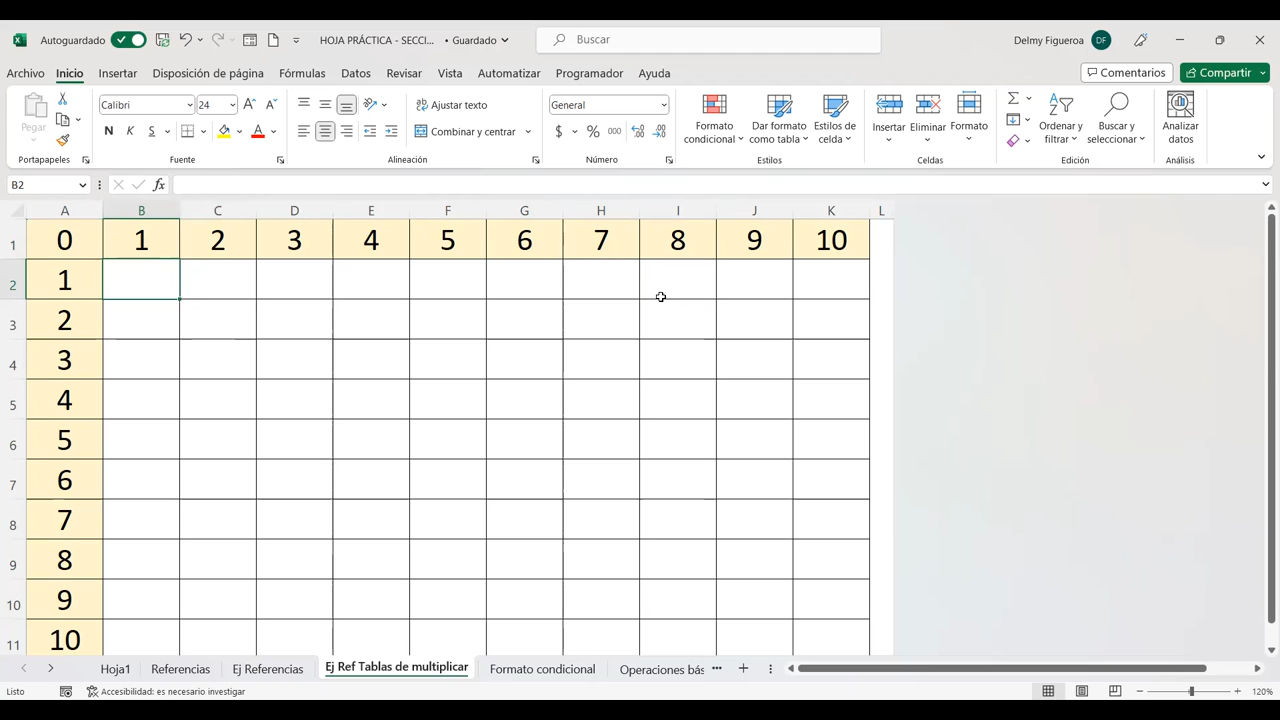 Autoguardado HOJA PRÁCTICA - SECCI... • Guardado Buscar Delmy Figueroa DF
Archivo Inicio Insertar Disposición de página Fórmulas Datos Revisar Vista Automatizar Programador Ayuda Comentarios Compartir
Pegar Calibri 24 Ajustar texto General Formato condicional Dar formato como tabla Estilos de celda Insertar Eliminar Formato Ordenar y filtrar Buscar y seleccionar Analizar datos
N K S Combinar y centrar $ % 000
Portapapeles Fuente Alineación Número Estilos Celdas Edición Análisis
B2 fx
A B C D E F G H I J K L
1 0 1 2 3 4 5 6 7 8 9 10
2 1
3 2
4 3
5 4
6 5
7 6
8 7
9 8
10 9
11 10
Hoja1 Referencias Ej Referencias Ej Ref Tablas de multiplicar Formato condicional Operaciones bás ...
Listo Accesibilidad: es necesario investigar 120%